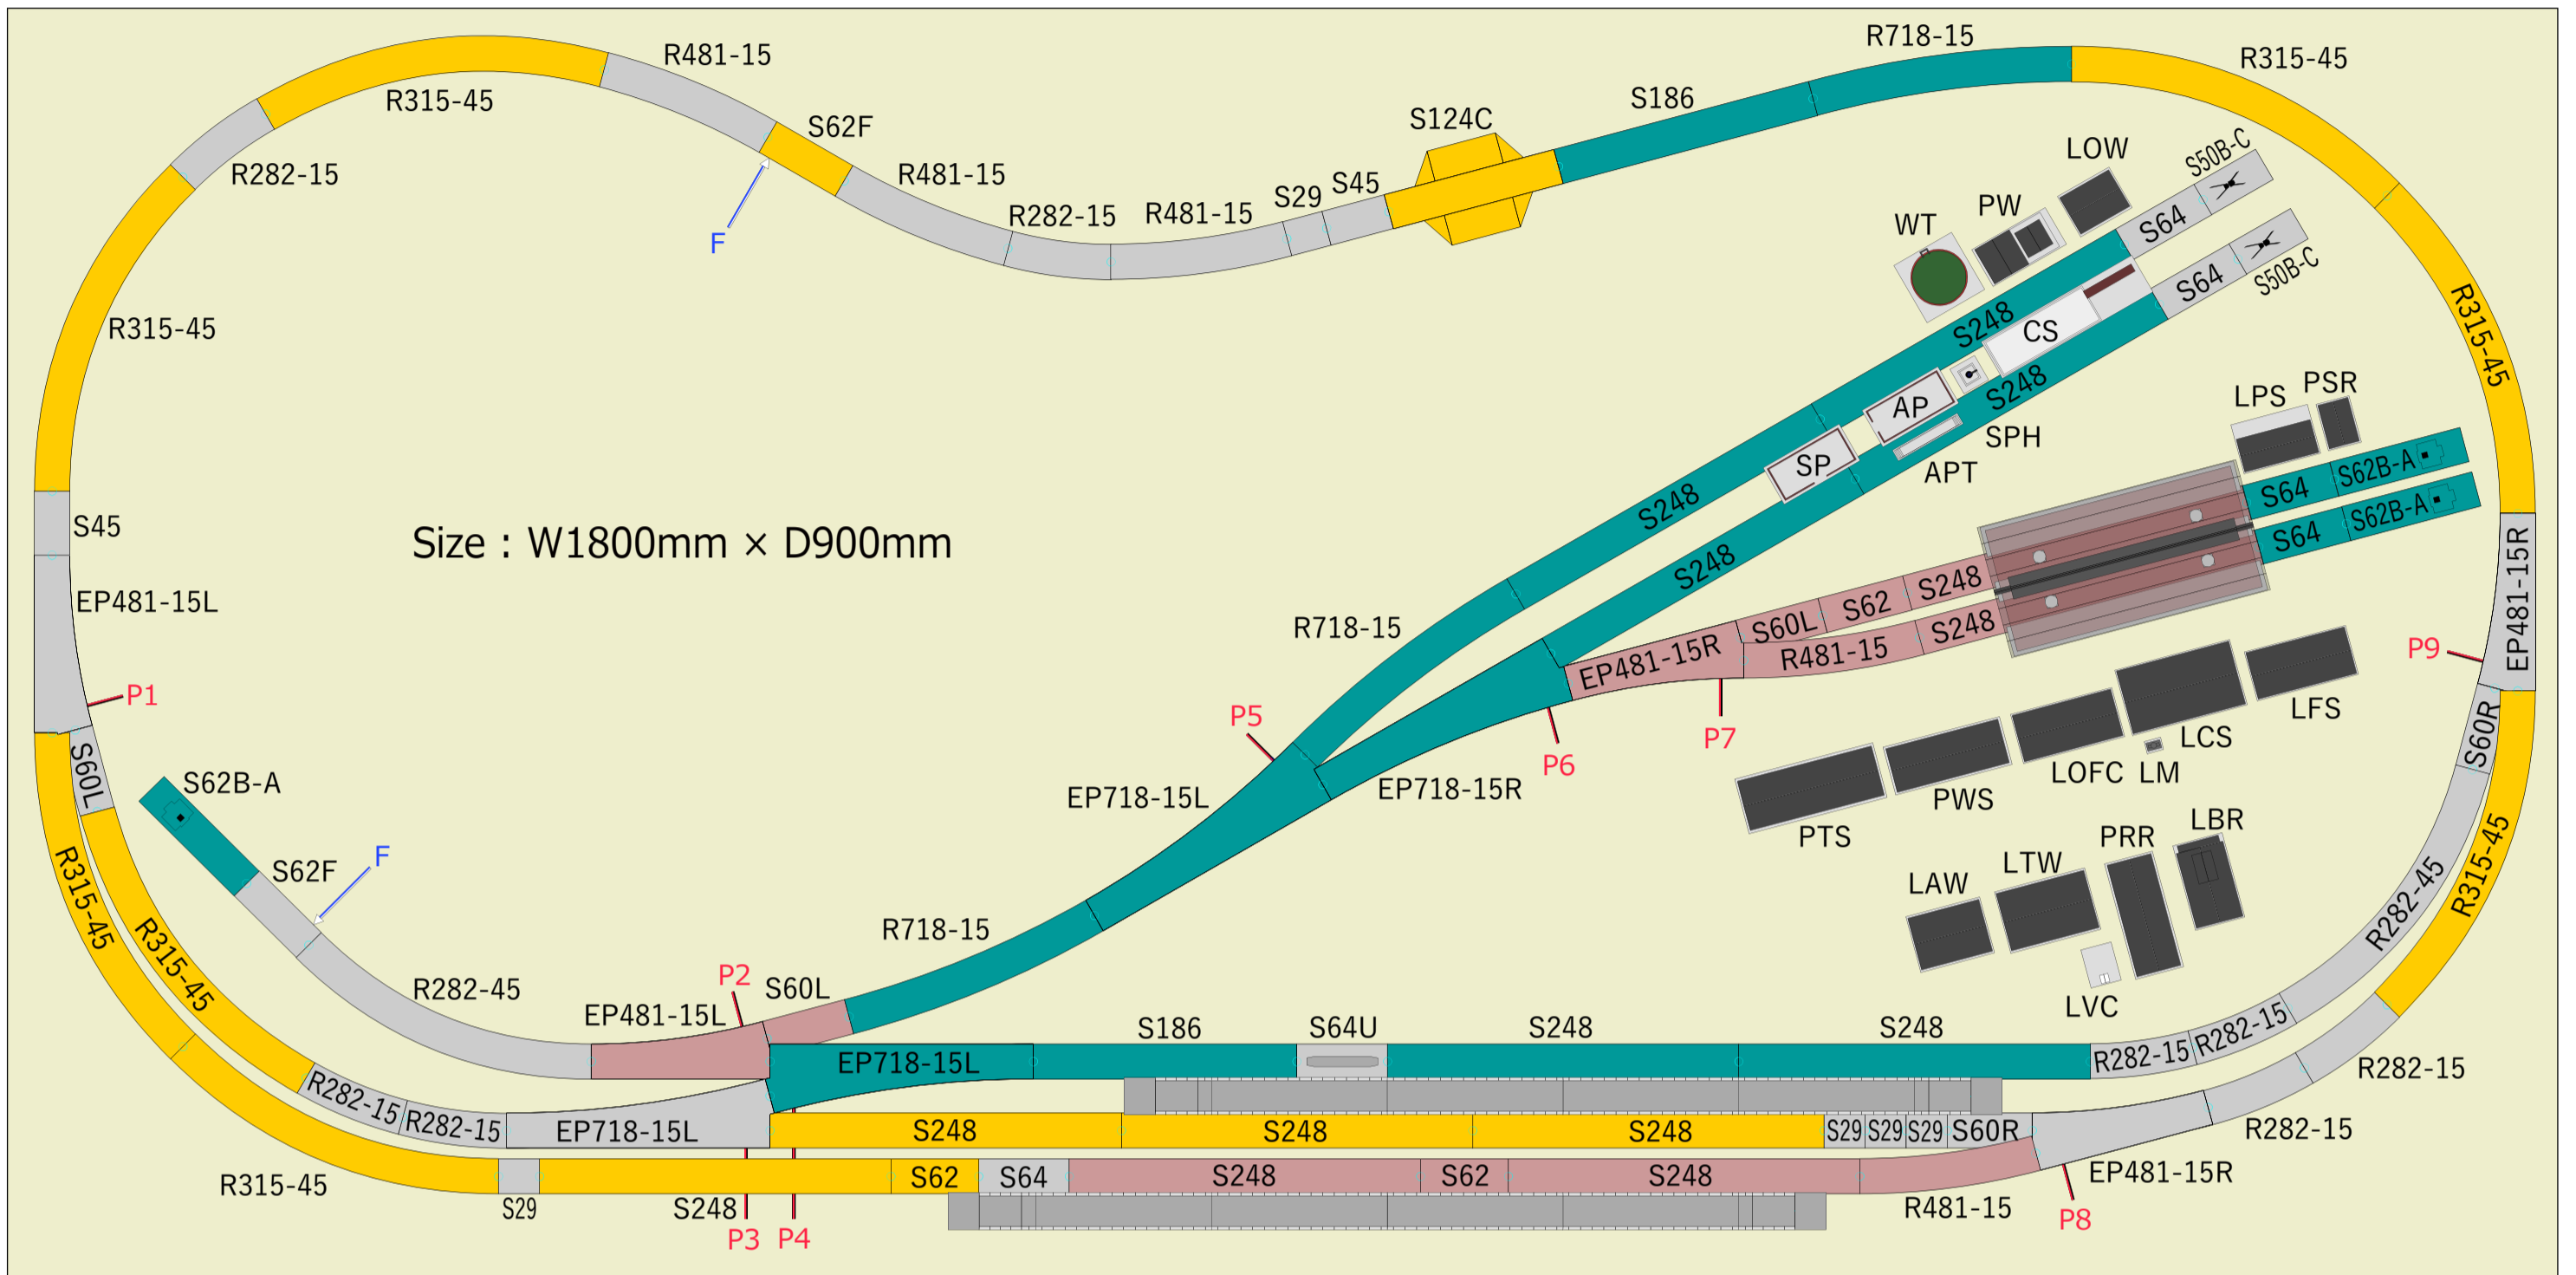 R718-15
R481-15
R315-45
R315-45
S186
S62F
S124C
R282-15
R481-15
LOW
S50B-C
R282-15
R481-15
S29
S45
PW
WT
S64
F
S50B-C
S64
R315-45
S248
CS
R315-45
S248
LPS
PSR
AP
SPH
APT
SP
S62B-A
S64
S248
S62B-A
S64
S45
Size : W1800mm × D900mm
EP481-15R
S248
S248
S62
EP481-15L
S60L
S248
R718-15
EP481-15R
R481-15
P9
P1
LFS
P5
P7
LCS
S60R
P6
LOFC
LM
S60L
S62B-A
EP718-15L
EP718-15R
PWS
PTS
LBR
PRR
S62F
F
LTW
R315-45
R315-45
LAW
R282-45
R718-15
R315-45
P2
S60L
R282-45
LVC
EP481-15L
S186
S64U
S248
S248
R282-15
EP718-15L
R282-15
R282-15
R282-15
R282-15
EP718-15L
S248
S248
S248
S29
S29
S29
S60R
R282-15
R315-45
S62
S64
S248
S62
S248
EP481-15R
S29
S248
R481-15
P3
P4
P8